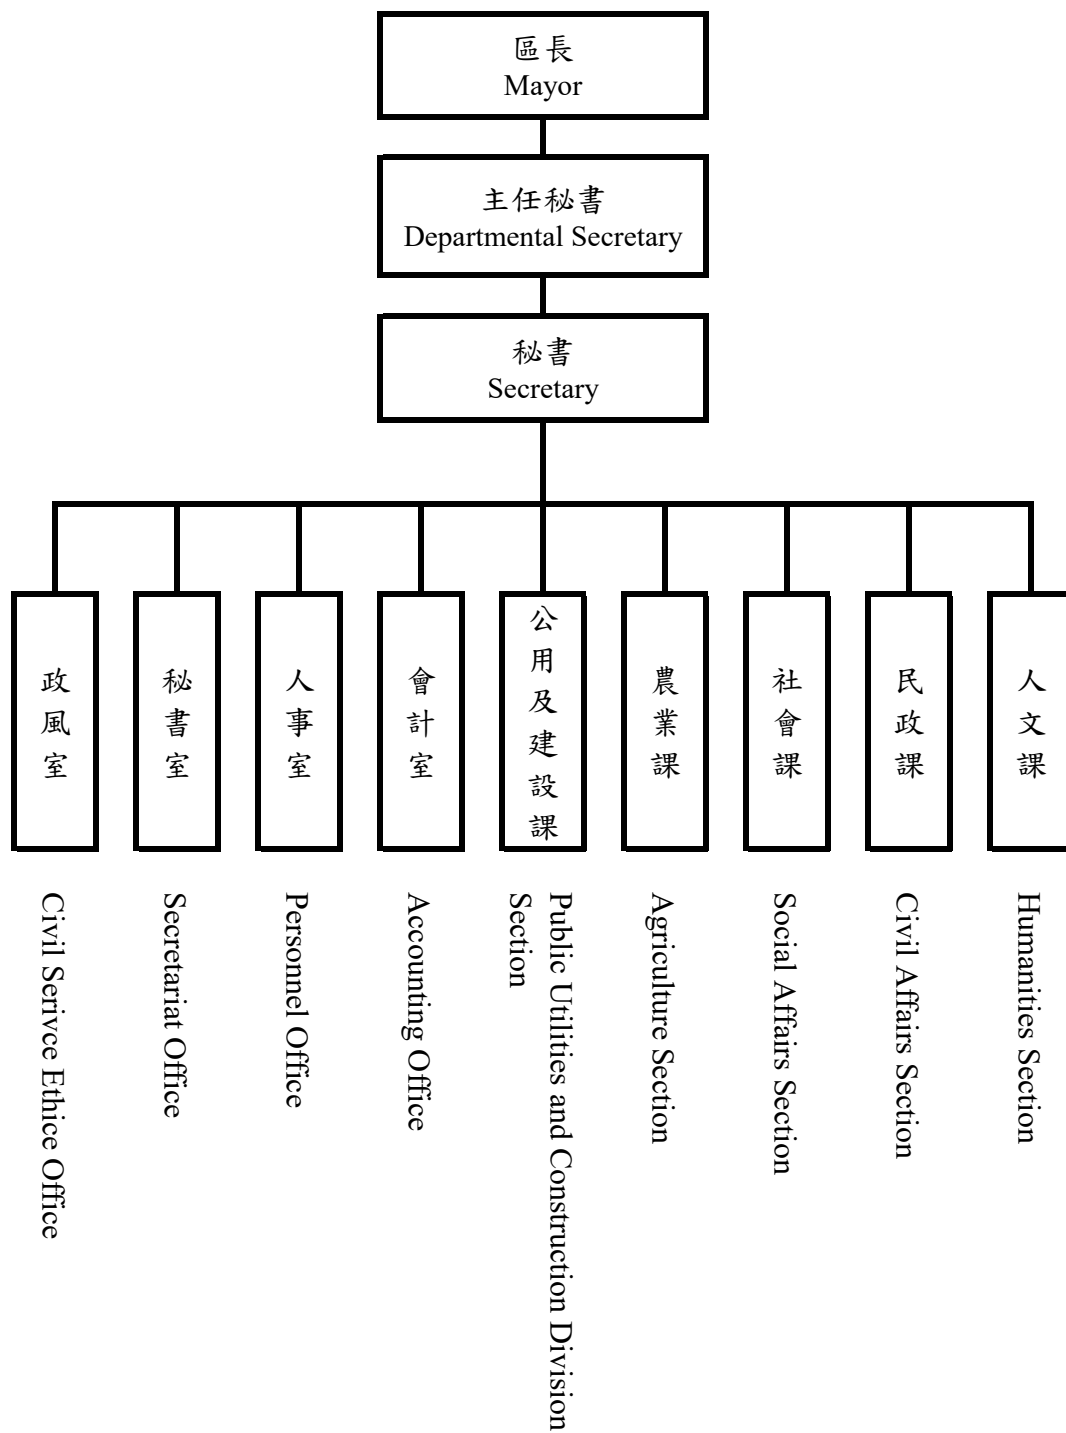 區長
Mayor
主任秘書
Departmental Secretary
秘書
Secretary
政風室
秘書室
人事室
會計室
公用及建設課
農業課
社會課
民政課
人文課
Civil Serivce Ethice Office
Secretariat Office
Personnel Office
Accounting Office
Public Utilities and Construction Division
Section
Agriculture Section
Social Affairs Section
Civil Affairs Section
Humanities Section